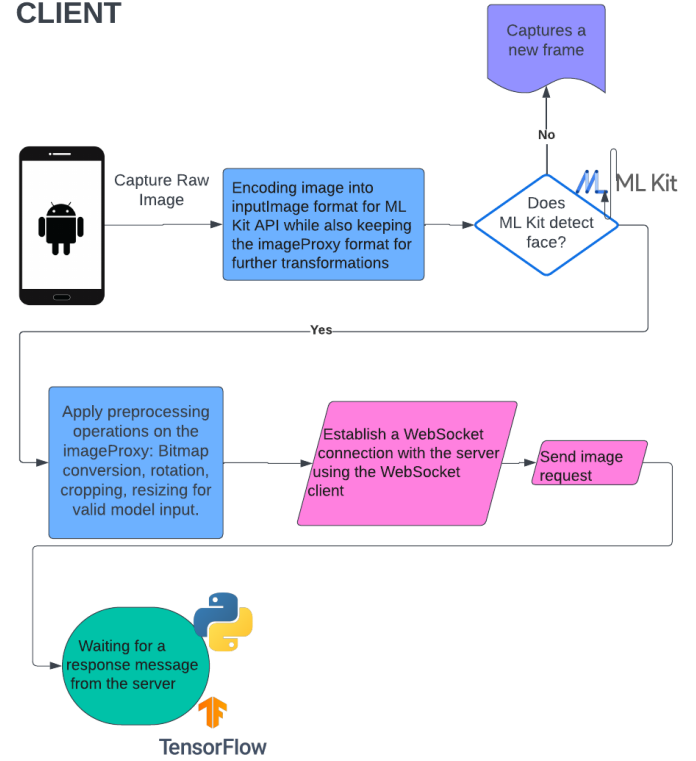 CLIENT
Captures a
new frame
No
ML Kit
Capture Raw
Image
Encoding image into
inputImage format for ML
Kit API while also keeping
the imageProxy format for
further transformations
Does
ML Kit detect
face?
Yes
Apply preprocessing
operations on the
imageProxy: Bitmap
conversion, rotation,
cropping, resizing for
valid model input.
Establish a WebSocket
connection with the server
using the WebSocket
client
Send image
request
Waiting for a
response message
from the server
TensorFlow